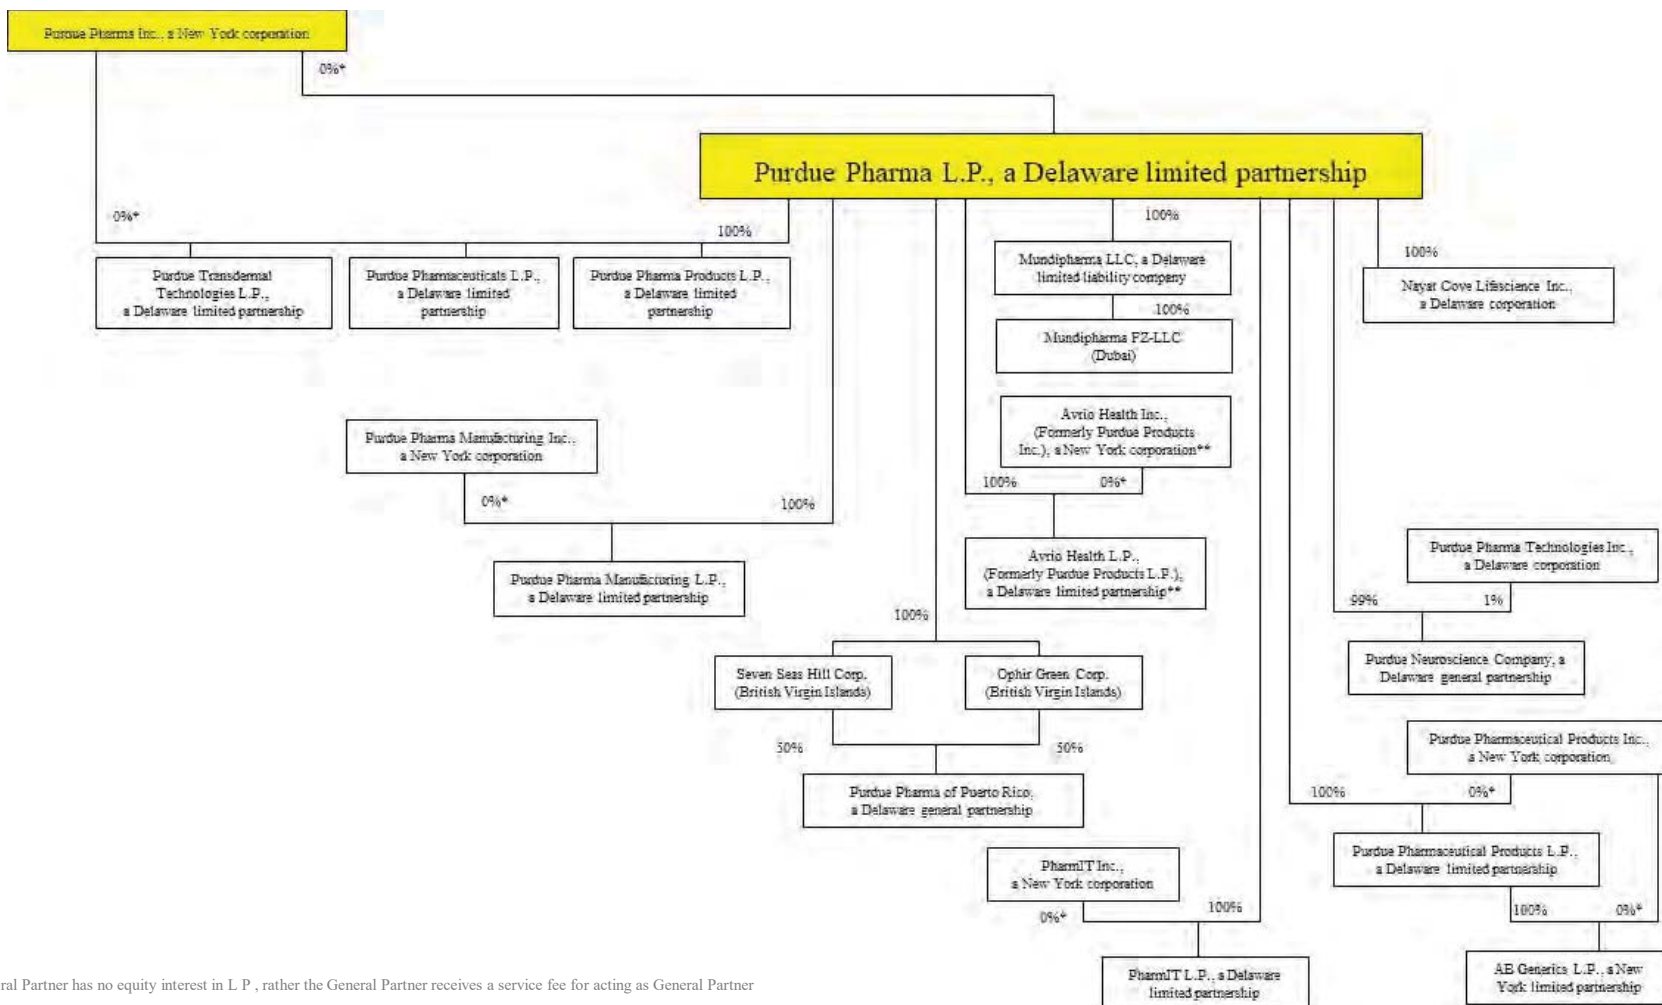 Purdue Pharma Inc., a New York corporation
0%*
Purdue Pharma L.P., a Delaware limited partnership
0%*
100%
100%
100%
Purdue Transdermal
Technologies L.P.,
a Delaware limited partnership
Purdue Pharmaceuticals L.P.,
a Delaware limited
partnership
Purdue Pharma Products L.P.,
a Delaware limited
partnership
Mundipharma LLC, a Delaware
limited liability company
100%
Mundipharma FZ-LLC
(Dubai)
Nayat Cove Lifescience Inc.,
a Delaware corporation
Avrio Health Inc.,
(Formerly Purdue Products
Inc.), a New York corporation**
100%
0%*
Avrio Health L.P.,
(Formerly Purdue Products L.P.),
a Delaware limited partnership**
Purdue Pharma Manufacturing Inc.,
a New York corporation
0%*
100%
Purdue Pharma Manufacturing L.P.,
a Delaware limited partnership
100%
Seven Seas Hill Corp.
(British Virgin Islands)
Ophir Green Corp.
(British Virgin Islands)
50%
50%
Purdue Pharma of Puerto Rico,
a Delaware general partnership
Purdue Pharma Technologies Inc.,
a Delaware corporation
99%
1%
Purdue Neuroscience Company, a
Delaware general partnership
Purdue Pharmaceutical Products Inc.,
a New York corporation
100%
0%*
Purdue Pharmaceutical Products L.P.,
a Delaware limited partnership
100%
0%*
AB Generics L.P., a New
York limited partnership
PharmIT Inc.,
a New York corporation
0%*
100%
PharmIT L.P., a Delaware
limited partnership
ral Partner has no equity interest in L P , rather the General Partner receives a service fee for acting as General Partner